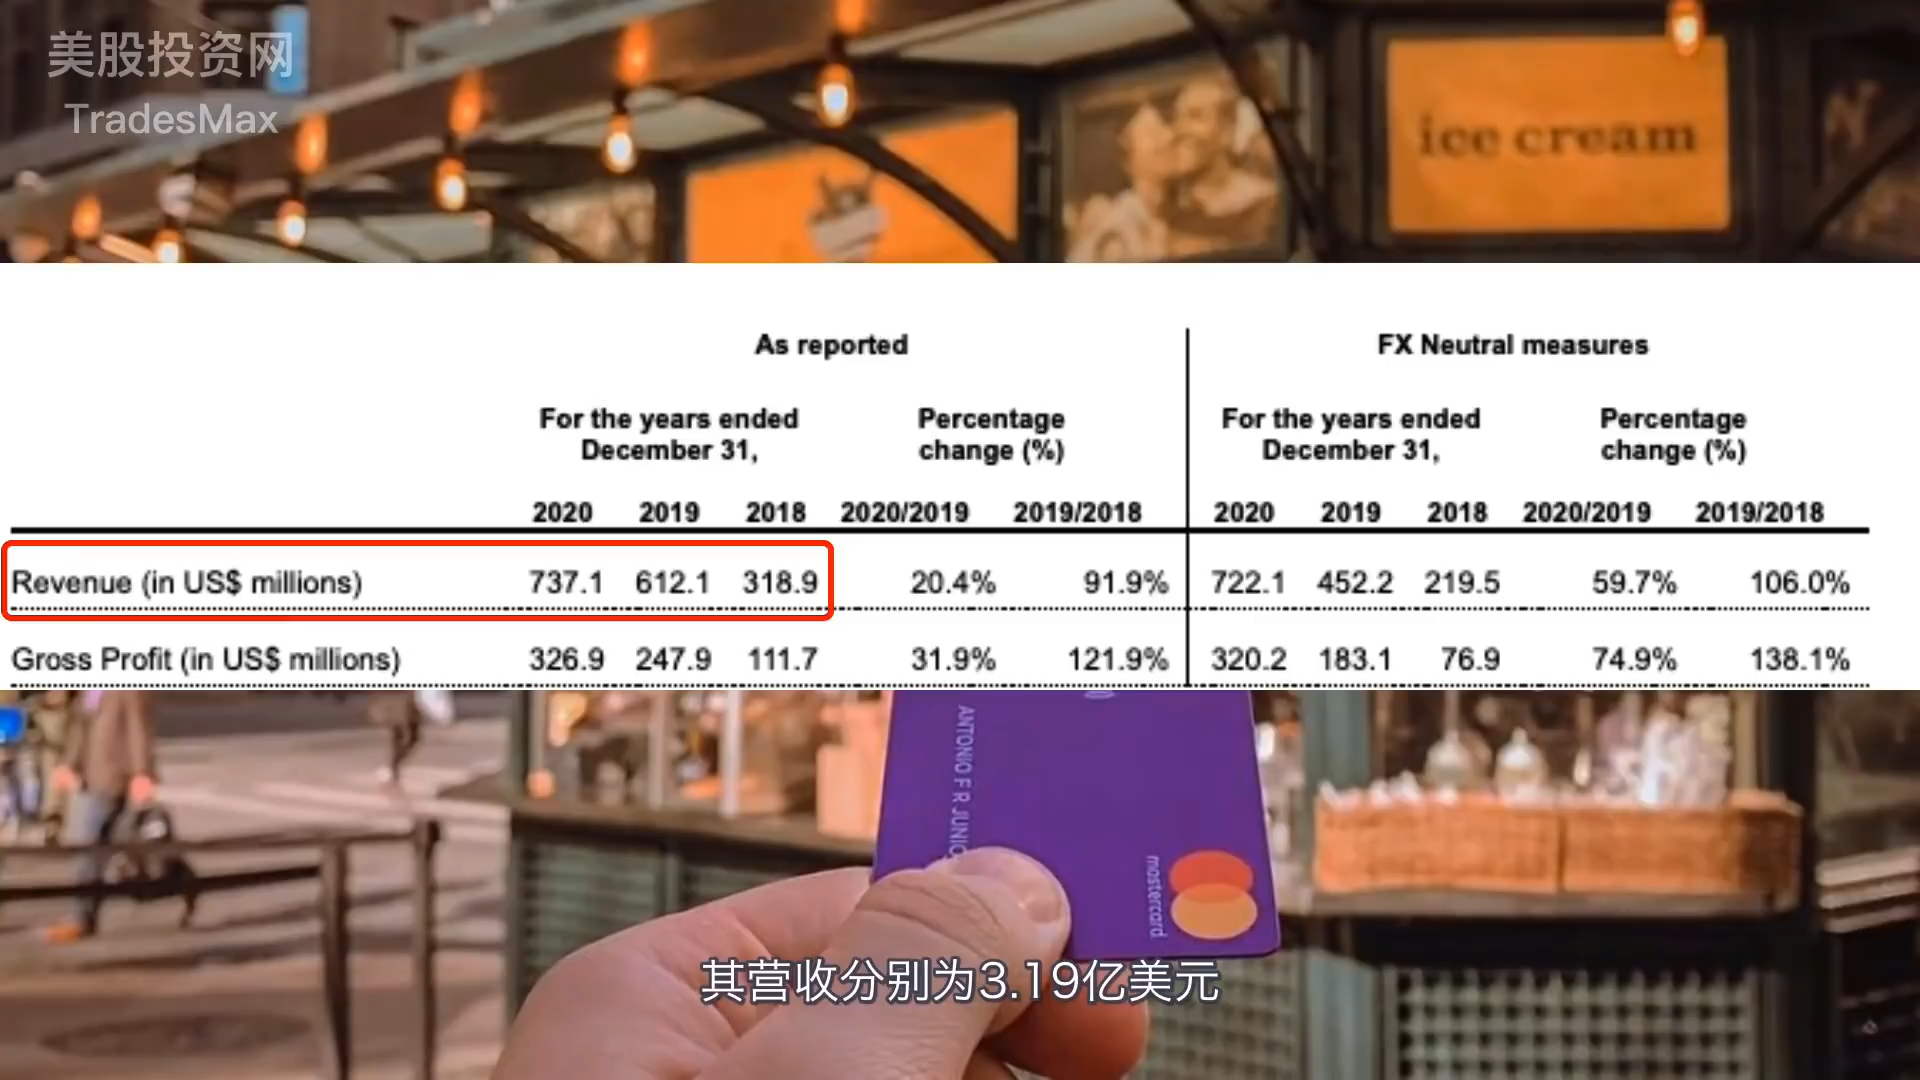 美股投资网
TradesMax
ice cream
As reported
FX Neutral measures
For the years ended December 31,
Percentage change (%)
For the years ended December 31,
Percentage change (%)
2020 2019 2018 2020/2019 2019/2018 2020 2019 2018 2020/2019 2019/2018
Revenue (in US$ millions) 737.1 612.1 318.9 20.4% 91.9% 722.1 452.2 219.5 59.7% 106.0%
Gross Profit (in US$ millions) 326.9 247.9 111.7 31.9% 121.9% 320.2 183.1 76.9 74.9% 138.1%
ANTONIO F R JUNIO
mastercard
其营收分别为3.19亿美元